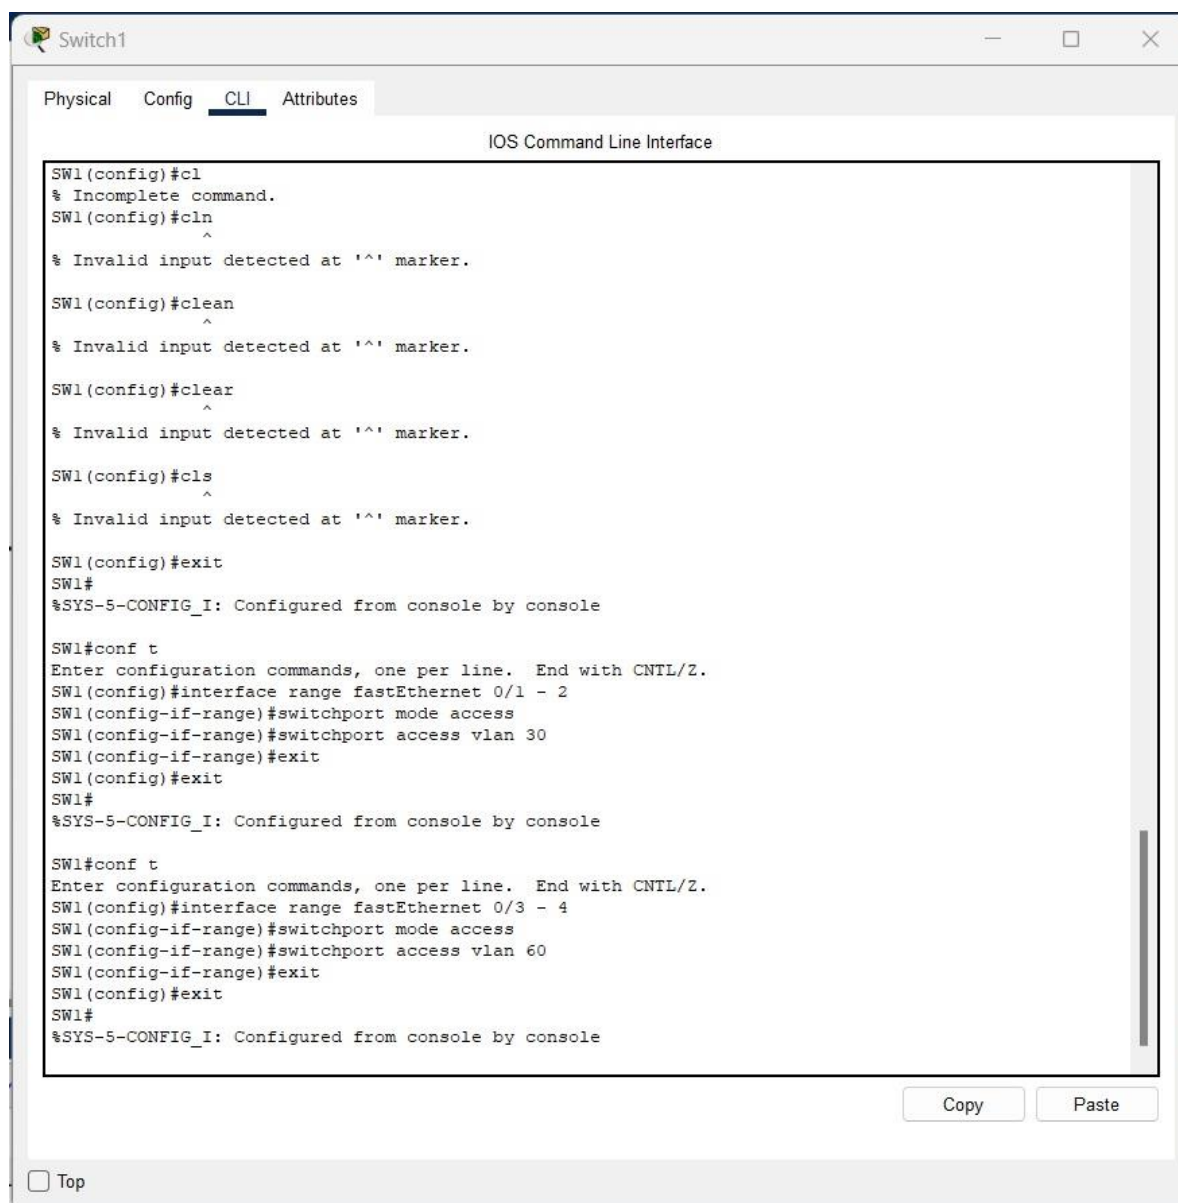 Switch1
Physical Config CLI Attributes
IOS Command Line Interface
SW1(config)#cl
% Incomplete command.
SW1(config)#cln
^
% Invalid input detected at '^' marker.
SW1(config)#clean
^
% Invalid input detected at '^' marker.
SW1(config)#clear
^
% Invalid input detected at '^' marker.
SW1(config)#cls
^
% Invalid input detected at '^' marker.
SW1(config)#exit
SW1#
%SYS-5-CONFIG_I: Configured from console by console
SW1#conf t
Enter configuration commands, one per line.  End with CNTL/Z.
SW1(config)#interface range fastEthernet 0/1 - 2
SW1(config-if-range)#switchport mode access
SW1(config-if-range)#switchport access vlan 30
SW1(config-if-range)#exit
SW1(config)#exit
SW1#
%SYS-5-CONFIG_I: Configured from console by console
SW1#conf t
Enter configuration commands, one per line.  End with CNTL/Z.
SW1(config)#interface range fastEthernet 0/3 - 4
SW1(config-if-range)#switchport mode access
SW1(config-if-range)#switchport access vlan 60
SW1(config-if-range)#exit
SW1(config)#exit
SW1#
%SYS-5-CONFIG_I: Configured from console by console
Copy Paste
Top